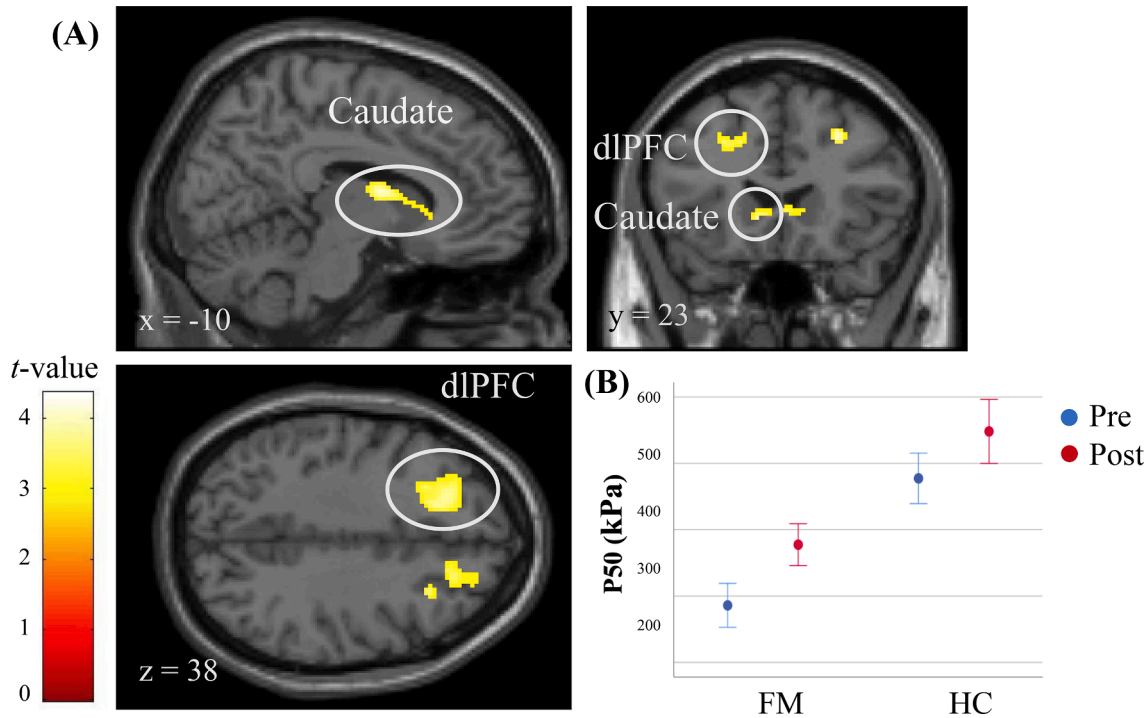 (A)
Caudate
x = -10
dlPFC
Caudate
y = 23
t-value
4
3
2
1
0
dlPFC
z = 38
(B)
P50 (kPa)
600
500
400
300
200
FM
HC
Pre
Post